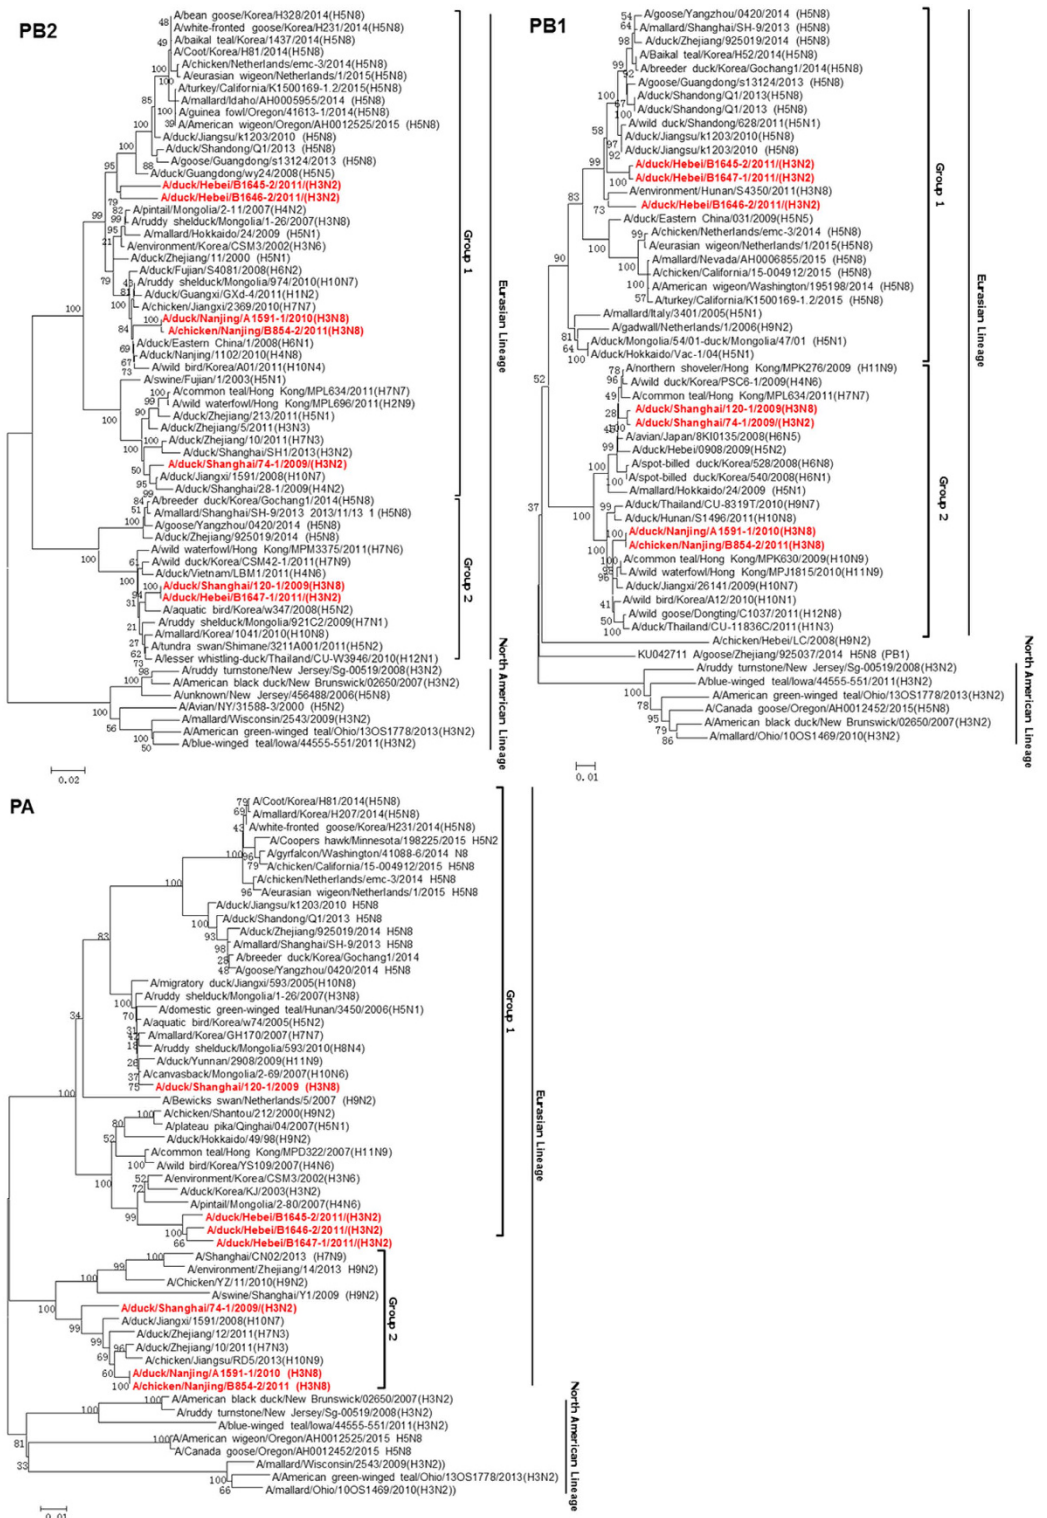 PB2
A/bean goose/Korea/H328/2014(H5N8)
A/white-fronted goose/Korea/H231/2014(H5N8)
A/baikal teal/Korea/1437/2014(H5N8)
A/Coot/Korea/H81/2014(H5N8)
A/chicken/Netherlands/emc-3/2014(H5N8)
A/eurasian wigeon/Netherlands/1/2015(H5N8)
A/turkey/California/K1500169-1.2/2015(H5N8)
A/mallard/Idaho/AH0005955/2014 (H5N8)
A/guinea fowl/Oregon/41613-1/2014(H5N8)
A/American wigeon/Oregon/AH0012525/2015 (H5N8)
A/duck/Jiangsu/k1203/2010 (H5N8)
A/duck/Shandong/Q1/2013 (H5N8)
A/goose/Guangdong/s13124/2013 (H5N8)
A/duck/Guangdong/wy24/2008(H5N5)
A/duck/Hebei/B1645-2/2011/(H3N2)
A/duck/Hebei/B1646-2/2011/(H3N2)
A/pintail/Mongolia/2-11/2007(H4N2)
A/ruddy shelduck/Mongolia/1-26/2007(H3N8)
A/mallard/Hokkaido/24/2009 (H5N1)
A/environment/Korea/CSM3/2002(H3N6)
A/duck/Zhejiang/11/2000 (H5N1)
A/duck/Fujian/S4081/2008(H6N2)
A/ruddy shelduck/Mongolia/974/2010(H10N7)
A/duck/Guangxi/GXd-4/2011(H1N2)
A/chicken/Jiangxi/2369/2010(H7N7)
A/duck/Nanjing/A1591-1/2010(H3N8)
A/chicken/Nanjing/B854-2/2011(H3N8)
A/duck/Eastern China/1/2008(H6N1)
A/duck/Nanjing/1102/2010(H4N8)
A/wild bird/Korea/A01/2011(H10N4)
A/swine/Fujian/1/2003(H5N1)
A/common teal/Hong Kong/MPL634/2011(H7N7)
A/wild waterfowl/Hong Kong/MPL696/2011(H2N9)
A/duck/Zhejiang/213/2011(H5N1)
A/duck/Zhejiang/5/2011(H3N3)
A/duck/Zhejiang/10/2011(H7N3)
A/duck/Shanghai/SH1/2013(H3N2)
A/duck/Shanghai/74-1/2009/(H3N2)
A/duck/Jiangxi/1591/2008(H10N7)
A/duck/Shanghai/28-1/2009(H4N2)
A/breeder duck/Korea/Gochang1/2014(H5N8)
A/mallard/Shanghai/SH-9/2013 2013/11/13 1 (H5N8)
A/goose/Yangzhou/0420/2014 (H5N8)
A/duck/Zhejiang/925019/2014 (H5N8)
A/wild waterfowl/Hong Kong/MPM3375/2011(H7N6)
A/wild duck/Korea/CSM42-1/2011(H7N9)
A/duck/Vietnam/LBM1/2011(H4N6)
A/duck/Shanghai/120-1/2009(H3N8)
A/duck/Hebei/B1647-1/2011/(H3N2)
A/aquatic bird/Korea/w347/2008(H5N2)
A/ruddy shelduck/Mongolia/921C2/2009(H7N1)
A/mallard/Korea/1041/2010(H10N8)
A/tundra swan/Shimane/3211A001/2011(H5N2)
A/lesser whistling-duck/Thailand/CU-W3946/2010(H12N1)
A/ruddy turnstone/New Jersey/Sg-00519/2008(H3N2)
A/American black duck/New Brunswick/02650/2007(H3N2)
A/unknown/New Jersey/456488/2006(H5N8)
A/Avian/NY/31588-3/2000 (H5N2)
A/mallard/Wisconsin/2543/2009(H3N2)
A/American green-winged teal/Ohio/13OS1778/2013(H3N2)
A/blue-winged teal/Iowa/44555-551/2011(H3N2)
Group 1
Group 2
Eurasian Lineage
North American Lineage
0.02
PB1
A/goose/Yangzhou/0420/2014 (H5N8)
A/mallard/Shanghai/SH-9/2013 (H5N8)
A/duck/Zhejiang/925019/2014 (H5N8)
A/Baikal teal/Korea/H52/2014(H5N8)
A/breeder duck/Korea/Gochang1/2014(H5N8)
A/goose/Guangdong/s13124/2013 (H5N8)
A/duck/Shandong/Q1/2013(H5N8)
A/duck/Shandong/Q1/2013 (H5N8)
A/wild duck/Shandong/628/2011(H5N1)
A/duck/Jiangsu/k1203/2010(H5N8)
A/duck/Jiangsu/k1203/2010 (H5N8)
A/duck/Hebei/B1645-2/2011/(H3N2)
A/duck/Hebei/B1647-1/2011/(H3N2)
A/environment/Hunan/S4350/2011(H3N8)
A/duck/Hebei/B1646-2/2011/(H3N2)
A/duck/Eastern China/031/2009(H5N5)
A/chicken/Netherlands/emc-3/2014 (H5N8)
A/eurasian wigeon/Netherlands/1/2015(H5N8)
A/mallard/Nevada/AH0006855/2015 (H5N8)
A/chicken/California/15-004912/2015 (H5N8)
A/American wigeon/Washington/195198/2014 (H5N8)
A/turkey/California/K1500169-1.2/2015 (H5N8)
A/mallard/Italy/3401/2005(H5N1)
A/gadwall/Netherlands/1/2006(H9N2)
A/duck/Mongolia/54/01-duck/Mongolia/47/01 (H5N1)
A/duck/Hokkaido/Vac-1/04(H5N1)
A/northern shoveler/Hong Kong/MPK276/2009 (H11N9)
A/wild duck/Korea/PSC6-1/2009(H4N6)
A/common teal/Hong Kong/MPL634/2011(H7N7)
A/duck/Shanghai/120-1/2009(H3N8)
A/duck/Shanghai/74-1/2009/(H3N2)
A/avian/Japan/8KI0135/2008(H6N5)
A/duck/Hebei/0908/2009(H5N2)
A/spot-billed duck/Korea/528/2008(H6N8)
A/spot-billed duck/Korea/540/2008(H6N1)
A/mallard/Hokkaido/24/2009 (H5N1)
A/duck/Thailand/CU-8319T/2010(H9N7)
A/duck/Hunan/S1496/2011(H10N8)
A/duck/Nanjing/A1591-1/2010(H3N8)
A/chicken/Nanjing/B854-2/2011(H3N8)
A/common teal/Hong Kong/MPK630/2009(H10N9)
A/wild waterfowl/Hong Kong/MPJ1815/2010(H11N9)
A/duck/Jiangxi/26141/2009(H10N7)
A/wild bird/Korea/A12/2010(H10N1)
A/wild goose/Dongting/C1037/2011(H12N8)
A/duck/Thailand/CU-11836C/2011(H1N3)
A/chicken/Hebei/LC/2008(H9N2)
KU042711 A/goose/Zhejiang/925037/2014 H5N8 (PB1)
A/ruddy turnstone/New Jersey/Sg-00519/2008(H3N2)
A/blue-winged teal/Iowa/44555-551/2011(H3N2)
A/American green-winged teal/Ohio/13OS1778/2013(H3N2)
A/Canada goose/Oregon/AH0012452/2015(H5N8)
A/American black duck/New Brunswick/02650/2007(H3N2)
A/mallard/Ohio/10OS1469/2010(H3N2)
Group 1
Group 2
Eurasian Lineage
North American Lineage
0.01
PA
A/Coot/Korea/H81/2014(H5N8)
A/mallard/Korea/H207/2014(H5N8)
A/white-fronted goose/Korea/H231/2014(H5N8)
A/Coopers hawk/Minnesota/198225/2015 H5N2
A/gyrfalcon/Washington/41088-6/2014 N8
A/chicken/California/15-004912/2015 H5N8
A/chicken/Netherlands/emc-3/2014 H5N8
A/eurasian wigeon/Netherlands/1/2015 H5N8
A/duck/Jiangsu/k1203/2010 H5N8
A/duck/Shandong/Q1/2013 H5N8
A/duck/Zhejiang/925019/2014 H5N8
A/mallard/Shanghai/SH-9/2013 H5N8
A/breeder duck/Korea/Gochang1/2014
A/goose/Yangzhou/0420/2014 H5N8
A/migratory duck/Jiangxi/593/2005(H10N8)
A/ruddy shelduck/Mongolia/1-26/2007(H3N8)
A/domestic green-winged teal/Hunan/3450/2006(H5N1)
A/aquatic bird/Korea/w74/2005(H5N2)
A/mallard/Korea/GH170/2007(H7N7)
A/ruddy shelduck/Mongolia/593/2010(H8N4)
A/duck/Yunnan/2908/2009(H11N9)
A/canvasback/Mongolia/2-69/2007(H10N6)
A/duck/Shanghai/120-1/2009 (H3N8)
A/Bewicks swan/Netherlands/5/2007 (H9N2)
A/chicken/Shantou/212/2000(H9N2)
A/plateau pika/Qinghai/04/2007(H5N1)
A/duck/Hokkaido/49/98(H9N2)
A/common teal/Hong Kong/MPD322/2007(H11N9)
A/wild bird/Korea/YS109/2007(H4N6)
A/environment/Korea/CSM3/2002(H3N6)
A/duck/Korea/KJ/2003(H3N2)
A/pintail/Mongolia/2-80/2007(H4N6)
A/duck/Hebei/B1645-2/2011/(H3N2)
A/duck/Hebei/B1646-2/2011/(H3N2)
A/duck/Hebei/B1647-1/2011/(H3N2)
A/Shanghai/CN02/2013 (H7N9)
A/environment/Zhejiang/14/2013 H9N2)
A/Chicken/YZ/11/2010(H9N2)
A/swine/Shanghai/Y1/2009 (H9N2)
A/duck/Shanghai/74-1/2009/(H3N2)
A/duck/Jiangxi/1591/2008(H10N7)
A/duck/Zhejiang/12/2011(H7N3)
A/duck/Zhejiang/10/2011(H7N3)
A/chicken/Jiangsu/RD5/2013(H10N9)
A/duck/Nanjing/A1591-1/2010 (H3N8)
A/chicken/Nanjing/B854-2/2011 (H3N8)
A/American black duck/New Brunswick/02650/2007(H3N2)
A/ruddy turnstone/New Jersey/Sg-00519/2008(H3N2)
A/blue-winged teal/Iowa/44555-551/2011(H3N2)
A/American wigeon/Oregon/AH0012525/2015 H5N8
A/Canada goose/Oregon/AH0012452/2015 H5N8
A/mallard/Wisconsin/2543/2009(H3N2))
A/American green-winged teal/Ohio/13OS1778/2013(H3N2)
A/mallard/Ohio/10OS1469/2010(H3N2))
Group 1
Group 2
Eurasian Lineage
North American Lineage
0.01